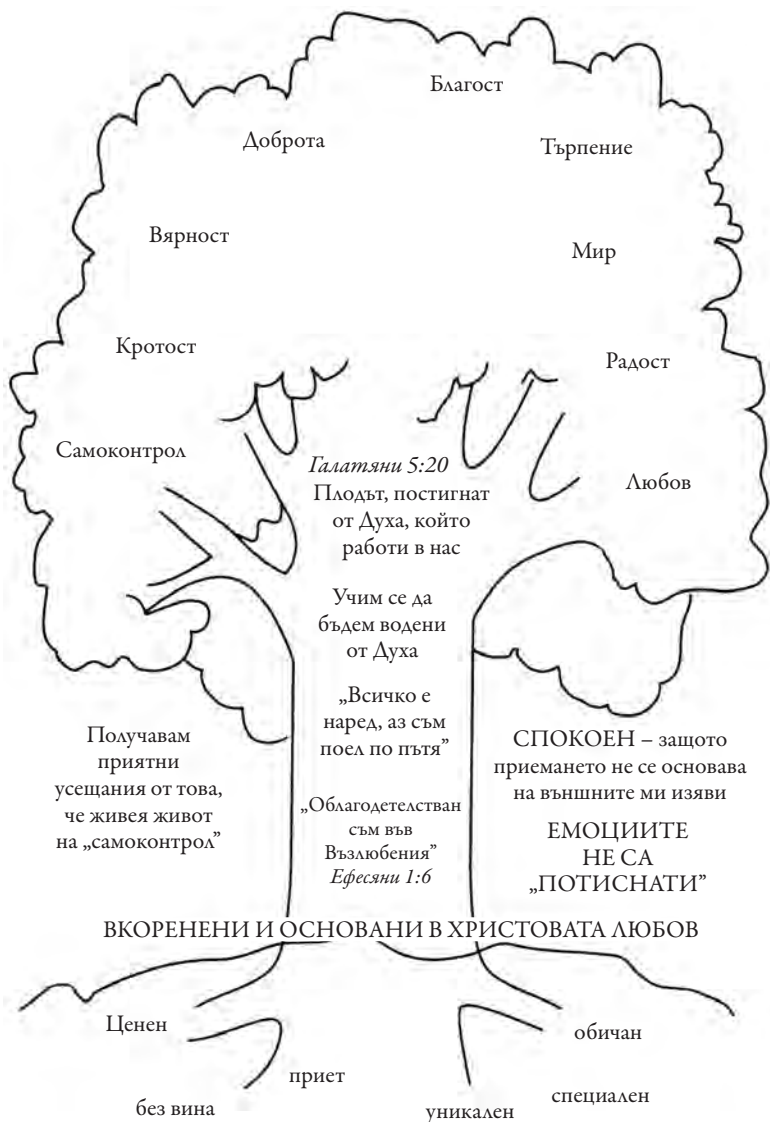 Благост
Доброта
Търпение
Вярност
Мир
Кротост
Радост
Самоконтрол
Любов
Галатяни 5:20
Плодът, постигнат
от Духа, който
работи в нас
Учим се да
бъдем водени
от Духа
„Всичко е
наред, аз съм
поел по пътя”
„Облагодетелстван
съм във
Възлюбения”
Ефесяни 1:6
Получавам
приятни
усещания от това,
че живея живот
на „самоконтрол”
СПОКОЕН – защото
приемането не се основава
на външните ми изяви
ЕМОЦИИТЕ
НЕ СА
„ПОТИСНАТИ”
ВКОРЕНЕНИ И ОСНОВАНИ В ХРИСТОВАТА ЛЮБОВ
Ценен
обичан
приет
специален
без вина
уникален